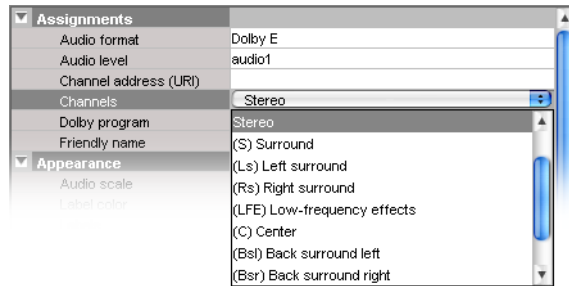 Assignments
Audio format Dolby E
Audio level audio1
Channel address (URI)
Channels Stereo
Dolby program Stereo
Friendly name (S) Surround
Appearance (Ls) Left surround
Audio scale (Rs) Right surround
Label color (LFE) Low-frequency effects
(C) Center
(Bsl) Back surround left
(Bsr) Back surround right